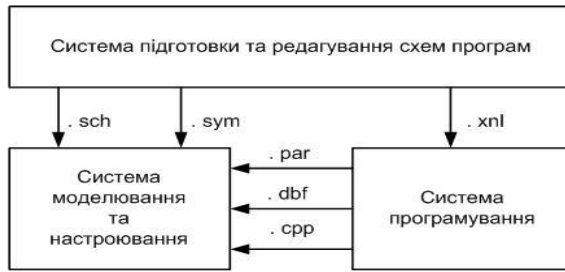 Система підготовки та редагування схем програм
. sch
. sym
. xnl
Система
моделювання
та
настроювання
. par
. dbf
. cpp
Система
програмування